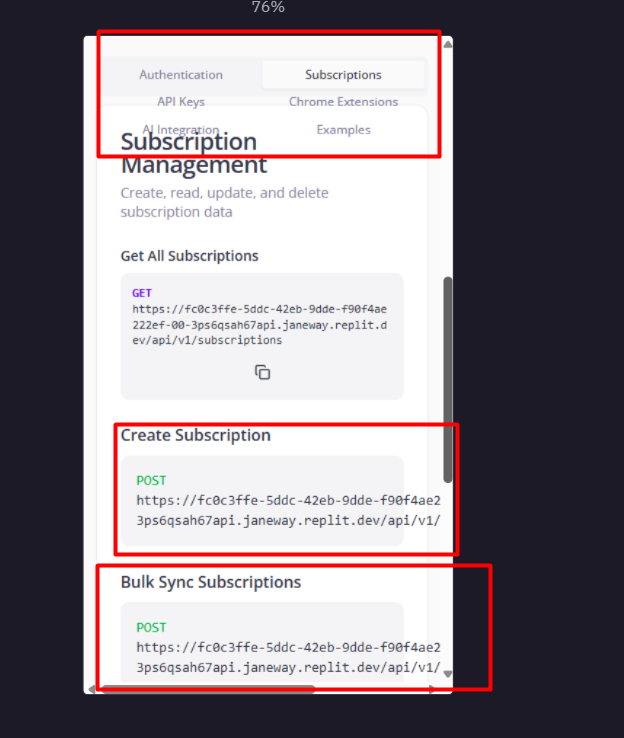 76%
Authentication Subscriptions
API Keys Chrome Extensions
AI Integration Examples
Subscription
Management
Create, read, update, and delete
subscription data
Get All Subscriptions
GET
https://fc0c3ffe-5ddc-42eb-9dde-f90f4ae
222ef-00-3ps6qsah67api.janeway.replit.d
ev/api/v1/subscriptions
Create Subscription
POST
https://fc0c3ffe-5ddc-42eb-9dde-f90f4ae2
3ps6qsah67api.janeway.replit.dev/api/v1/
Bulk Sync Subscriptions
POST
https://fc0c3ffe-5ddc-42eb-9dde-f90f4ae2
3ps6qsah67api.janeway.replit.dev/api/v1/